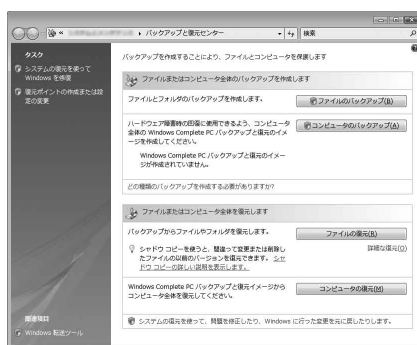 « ▸ バックアップと復元センター
検索
タスク
システムの復元を使って
Windows を修復
復元ポイントの作成または設
定の変更
関連項目
Windows 転送ツール
バックアップを作成することにより、ファイルとコンピュータを保護します
ファイルまたはコンピュータ全体のバックアップを作成します
ファイルとフォルダのバックアップを作成します。
ファイルのバックアップ(B)
ハードウェア障害時の回復に使用できるよう、コンピュータ
全体の Windows Complete PC バックアップと復元のイメ
ージを作成してください。
コンピュータのバックアップ(A)
Windows Complete PC バックアップと復元のイメー
ジが作成されていません。
どの種類のバックアップを作成する必要がありますか?
ファイルまたはコンピュータ全体を復元します
バックアップからファイルやフォルダを復元します。
ファイルの復元(R)
シャドウ コピーを使うと、間違って変更または削除し
たファイルの以前のバージョンを復元できます。 シャ
ドウ コピーの詳しい説明を表示します。
詳細な復元(O)
Windows Complete PC バックアップと復元イメージから
コンピュータ全体を復元してください。
コンピュータの復元(M)
システムの復元を使って、問題を修正したり、Windows に行った変更を元に戻したりします。